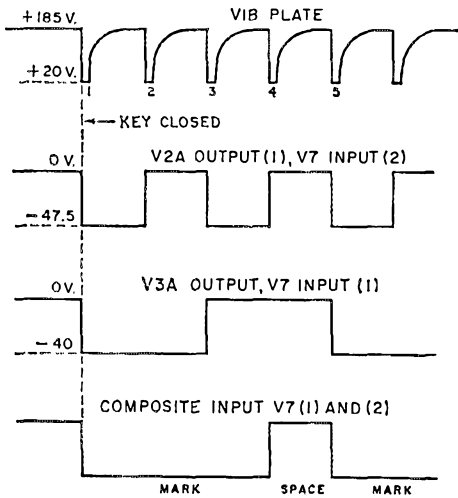 +185 V.
V1B PLATE
+20 V.
1 2 3 4 5
KEY CLOSED
0 V.
V2A OUTPUT (1), V7 INPUT (2)
-47.5
0 V.
V3A OUTPUT, V7 INPUT (1)
-40
COMPOSITE INPUT V7 (1) AND (2)
MARK SPACE MARK